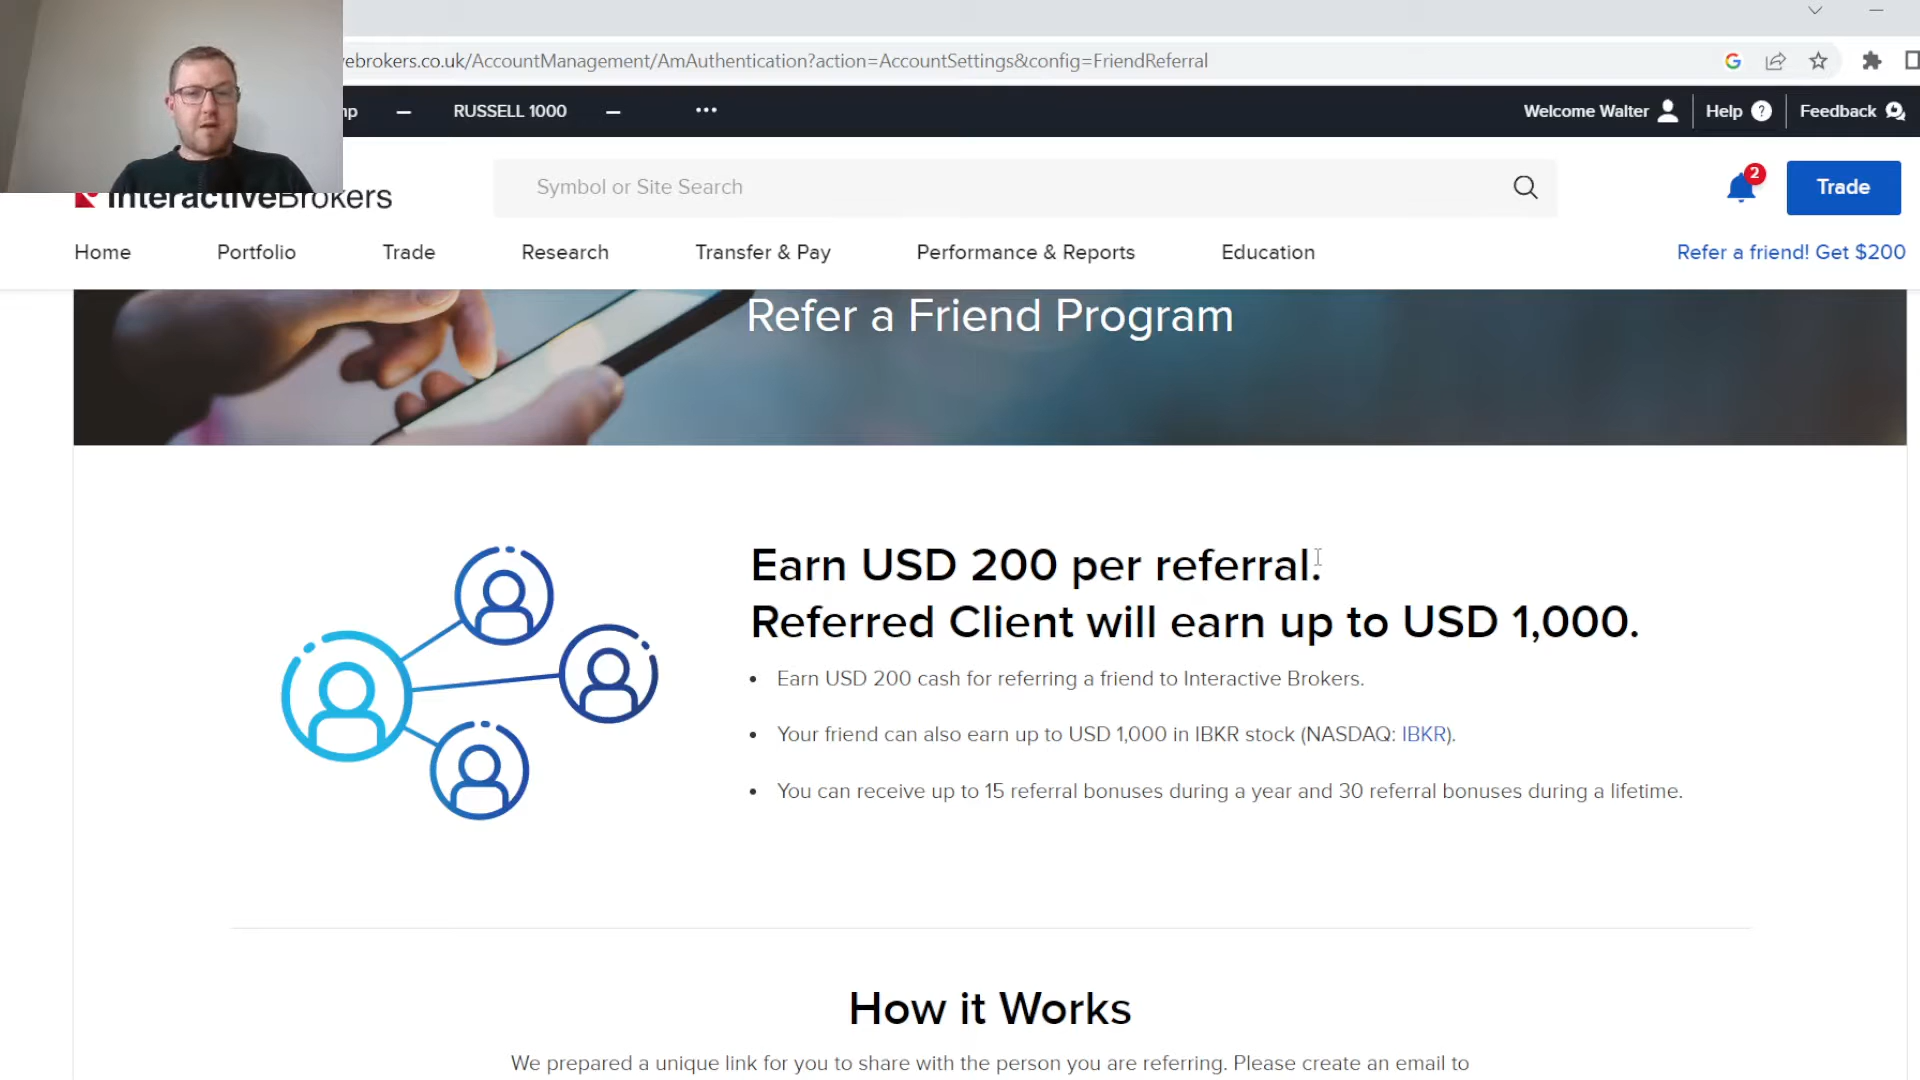 ebrokers.co.uk/AccountManagement/AmAuthentication?action=AccountSettings&config=FriendReferral
RUSSELL 1000
Welcome Walter
Help ?
Feedback
InteractiveBrokers
Symbol or Site Search
2
Trade
Home
Portfolio
Trade
Research
Transfer & Pay
Performance & Reports
Education
Refer a friend! Get $200
Refer a Friend Program
Earn USD 200 per referral.
Referred Client will earn up to USD 1,000.
• Earn USD 200 cash for referring a friend to Interactive Brokers.
• Your friend can also earn up to USD 1,000 in IBKR stock (NASDAQ: IBKR).
• You can receive up to 15 referral bonuses during a year and 30 referral bonuses during a lifetime.
How it Works
We prepared a unique link for you to share with the person you are referring. Please create an email to